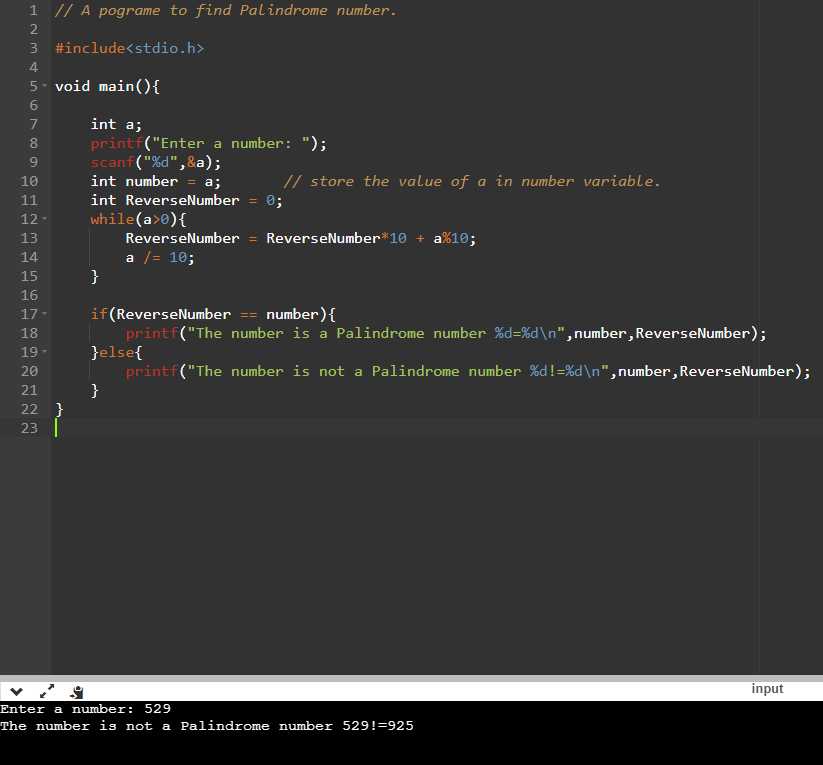 1 // A pograme to find Palindrome number.
2
3 #include<stdio.h>
4
5 void main(){
6
7     int a;
8     printf("Enter a number: ");
9     scanf("%d",&a);
10     int number = a;       // store the value of a in number variable.
11     int ReverseNumber = 0;
12     while(a>0){
13         ReverseNumber = ReverseNumber*10 + a%10;
14         a /= 10;
15     }
16
17     if(ReverseNumber == number){
18         printf("The number is a Palindrome number %d=%d\n",number,ReverseNumber);
19     }else{
20         printf("The number is not a Palindrome number %d!=%d\n",number,ReverseNumber);
21     }
22 }
23
input
Enter a number: 529
The number is not a Palindrome number 529!=925